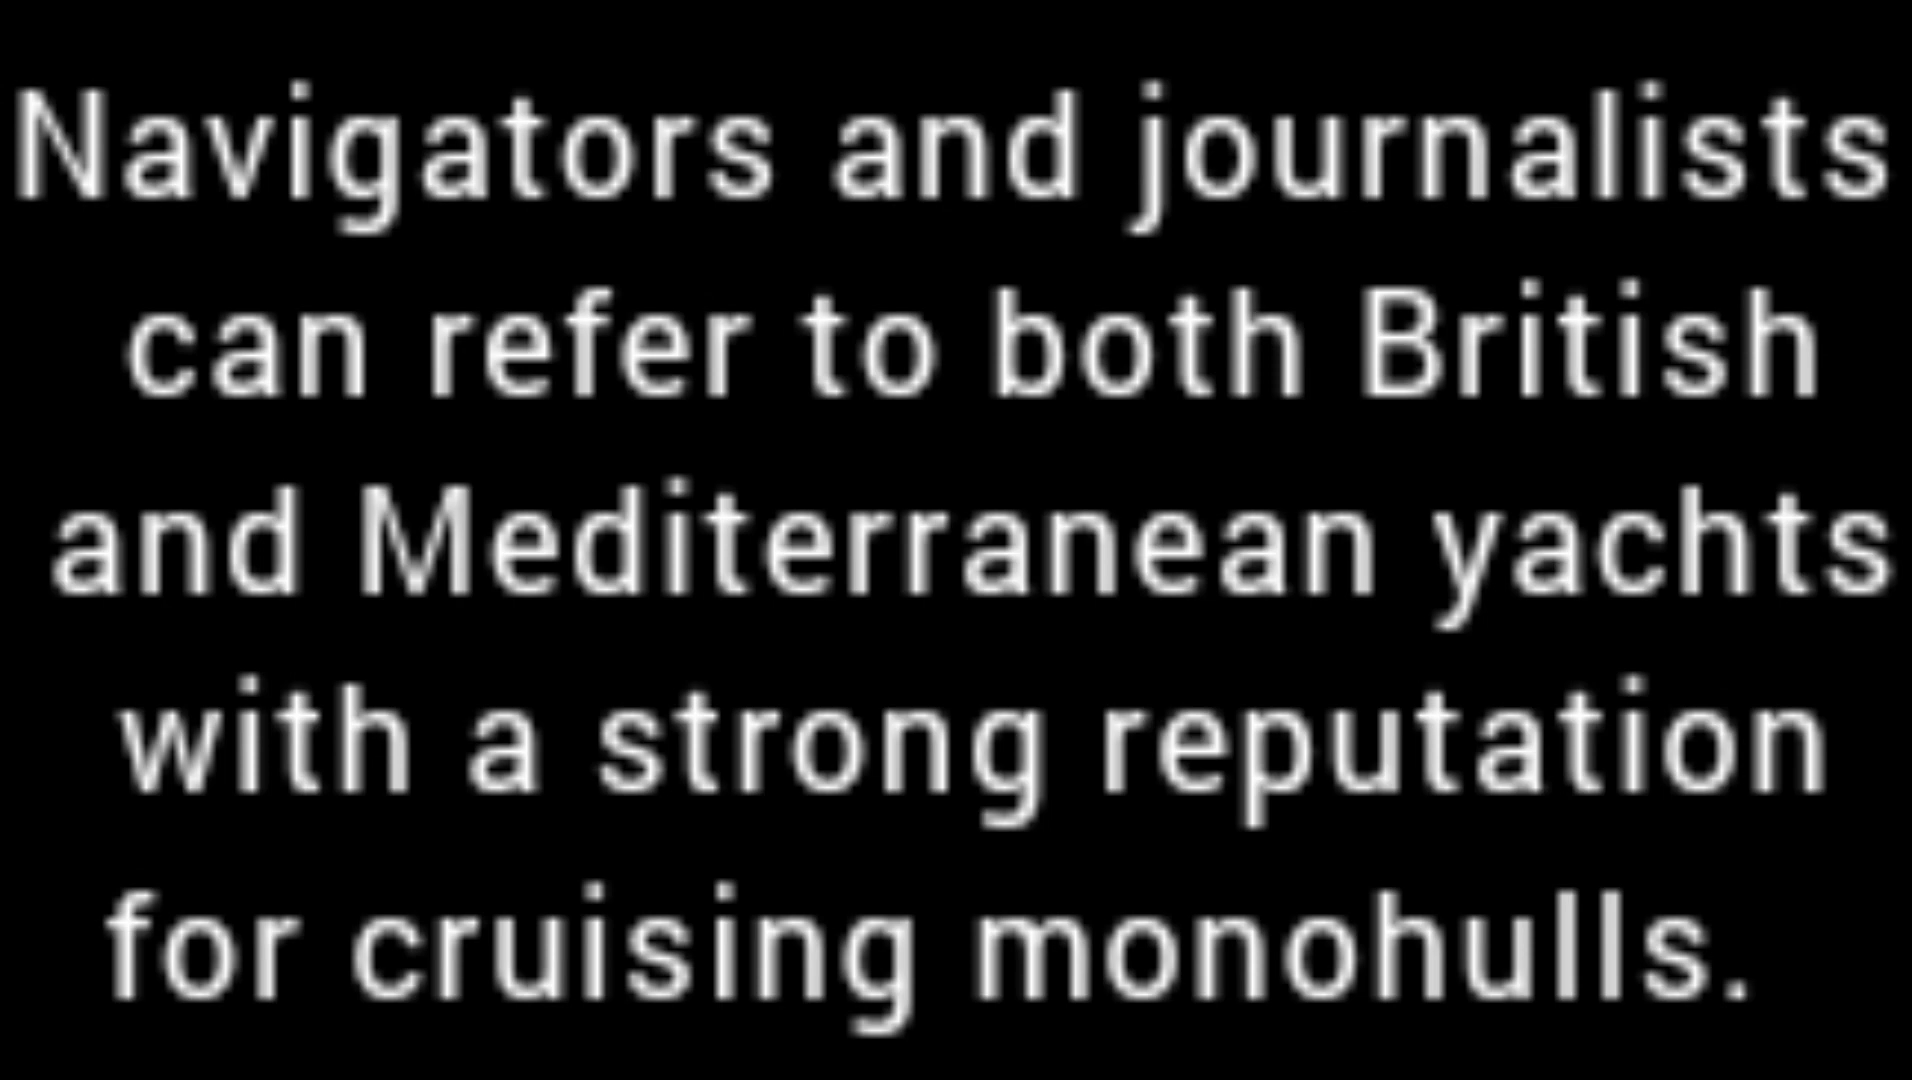 Navigators and journalists
can refer to both British
and Mediterranean yachts
with a strong reputation
for cruising monohulls.